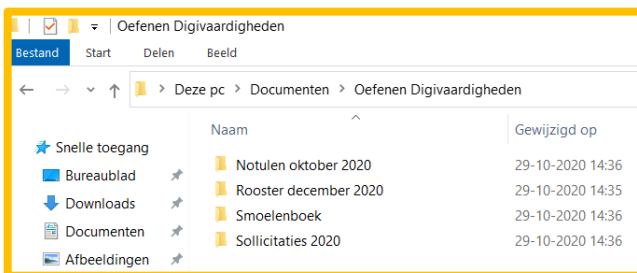 Oefenen Digivaardigheden
Bestand Start Delen Beeld
Deze pc > Documenten > Oefenen Digivaardigheden
Naam Gewijzigd op
Snelle toegang
Notulen oktober 2020 29-10-2020 14:36
Bureaublad
Rooster december 2020 29-10-2020 14:35
Downloads
Smoelenboek 29-10-2020 14:36
Documenten
Sollicitaties 2020 29-10-2020 14:36
Afbeeldingen